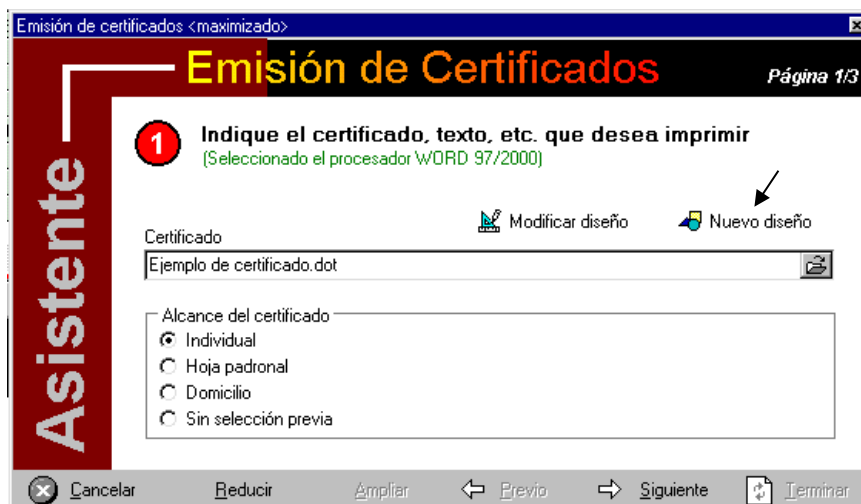 Emisión de certificados <maximizado>
Emisión de Certificados
Página 1/3
Asistente
1
Indique el certificado, texto, etc. que desea imprimir
(Seleccionado el procesador WORD 97/2000)
Modificar diseño
Nuevo diseño
Certificado
Ejemplo de certificado.dot
Alcance del certificado
Individual
Hoja padronal
Domicilio
Sin selección previa
Cancelar
Reducir
Ampliar
Previo
Siguiente
Terminar